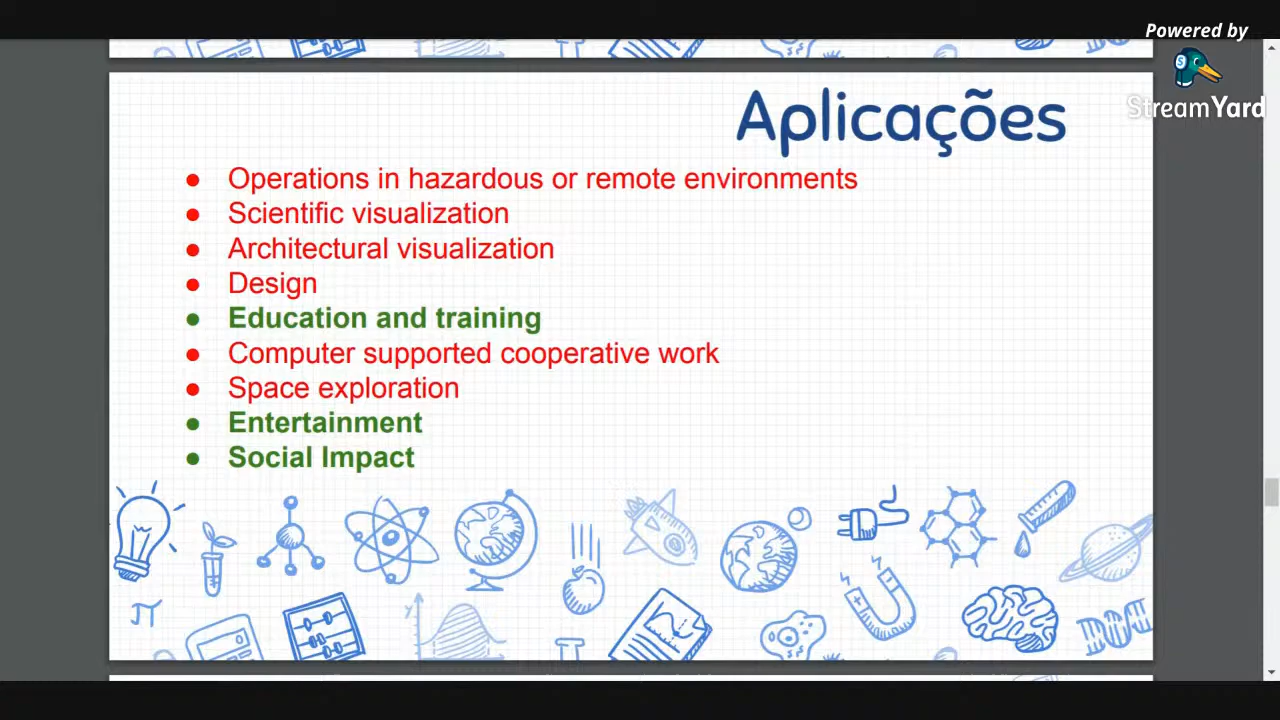 Powered by
StreamYard
Aplicações
● Operations in hazardous or remote environments
● Scientific visualization
● Architectural visualization
● Design
● Education and training
● Computer supported cooperative work
● Space exploration
● Entertainment
● Social Impact
π
y